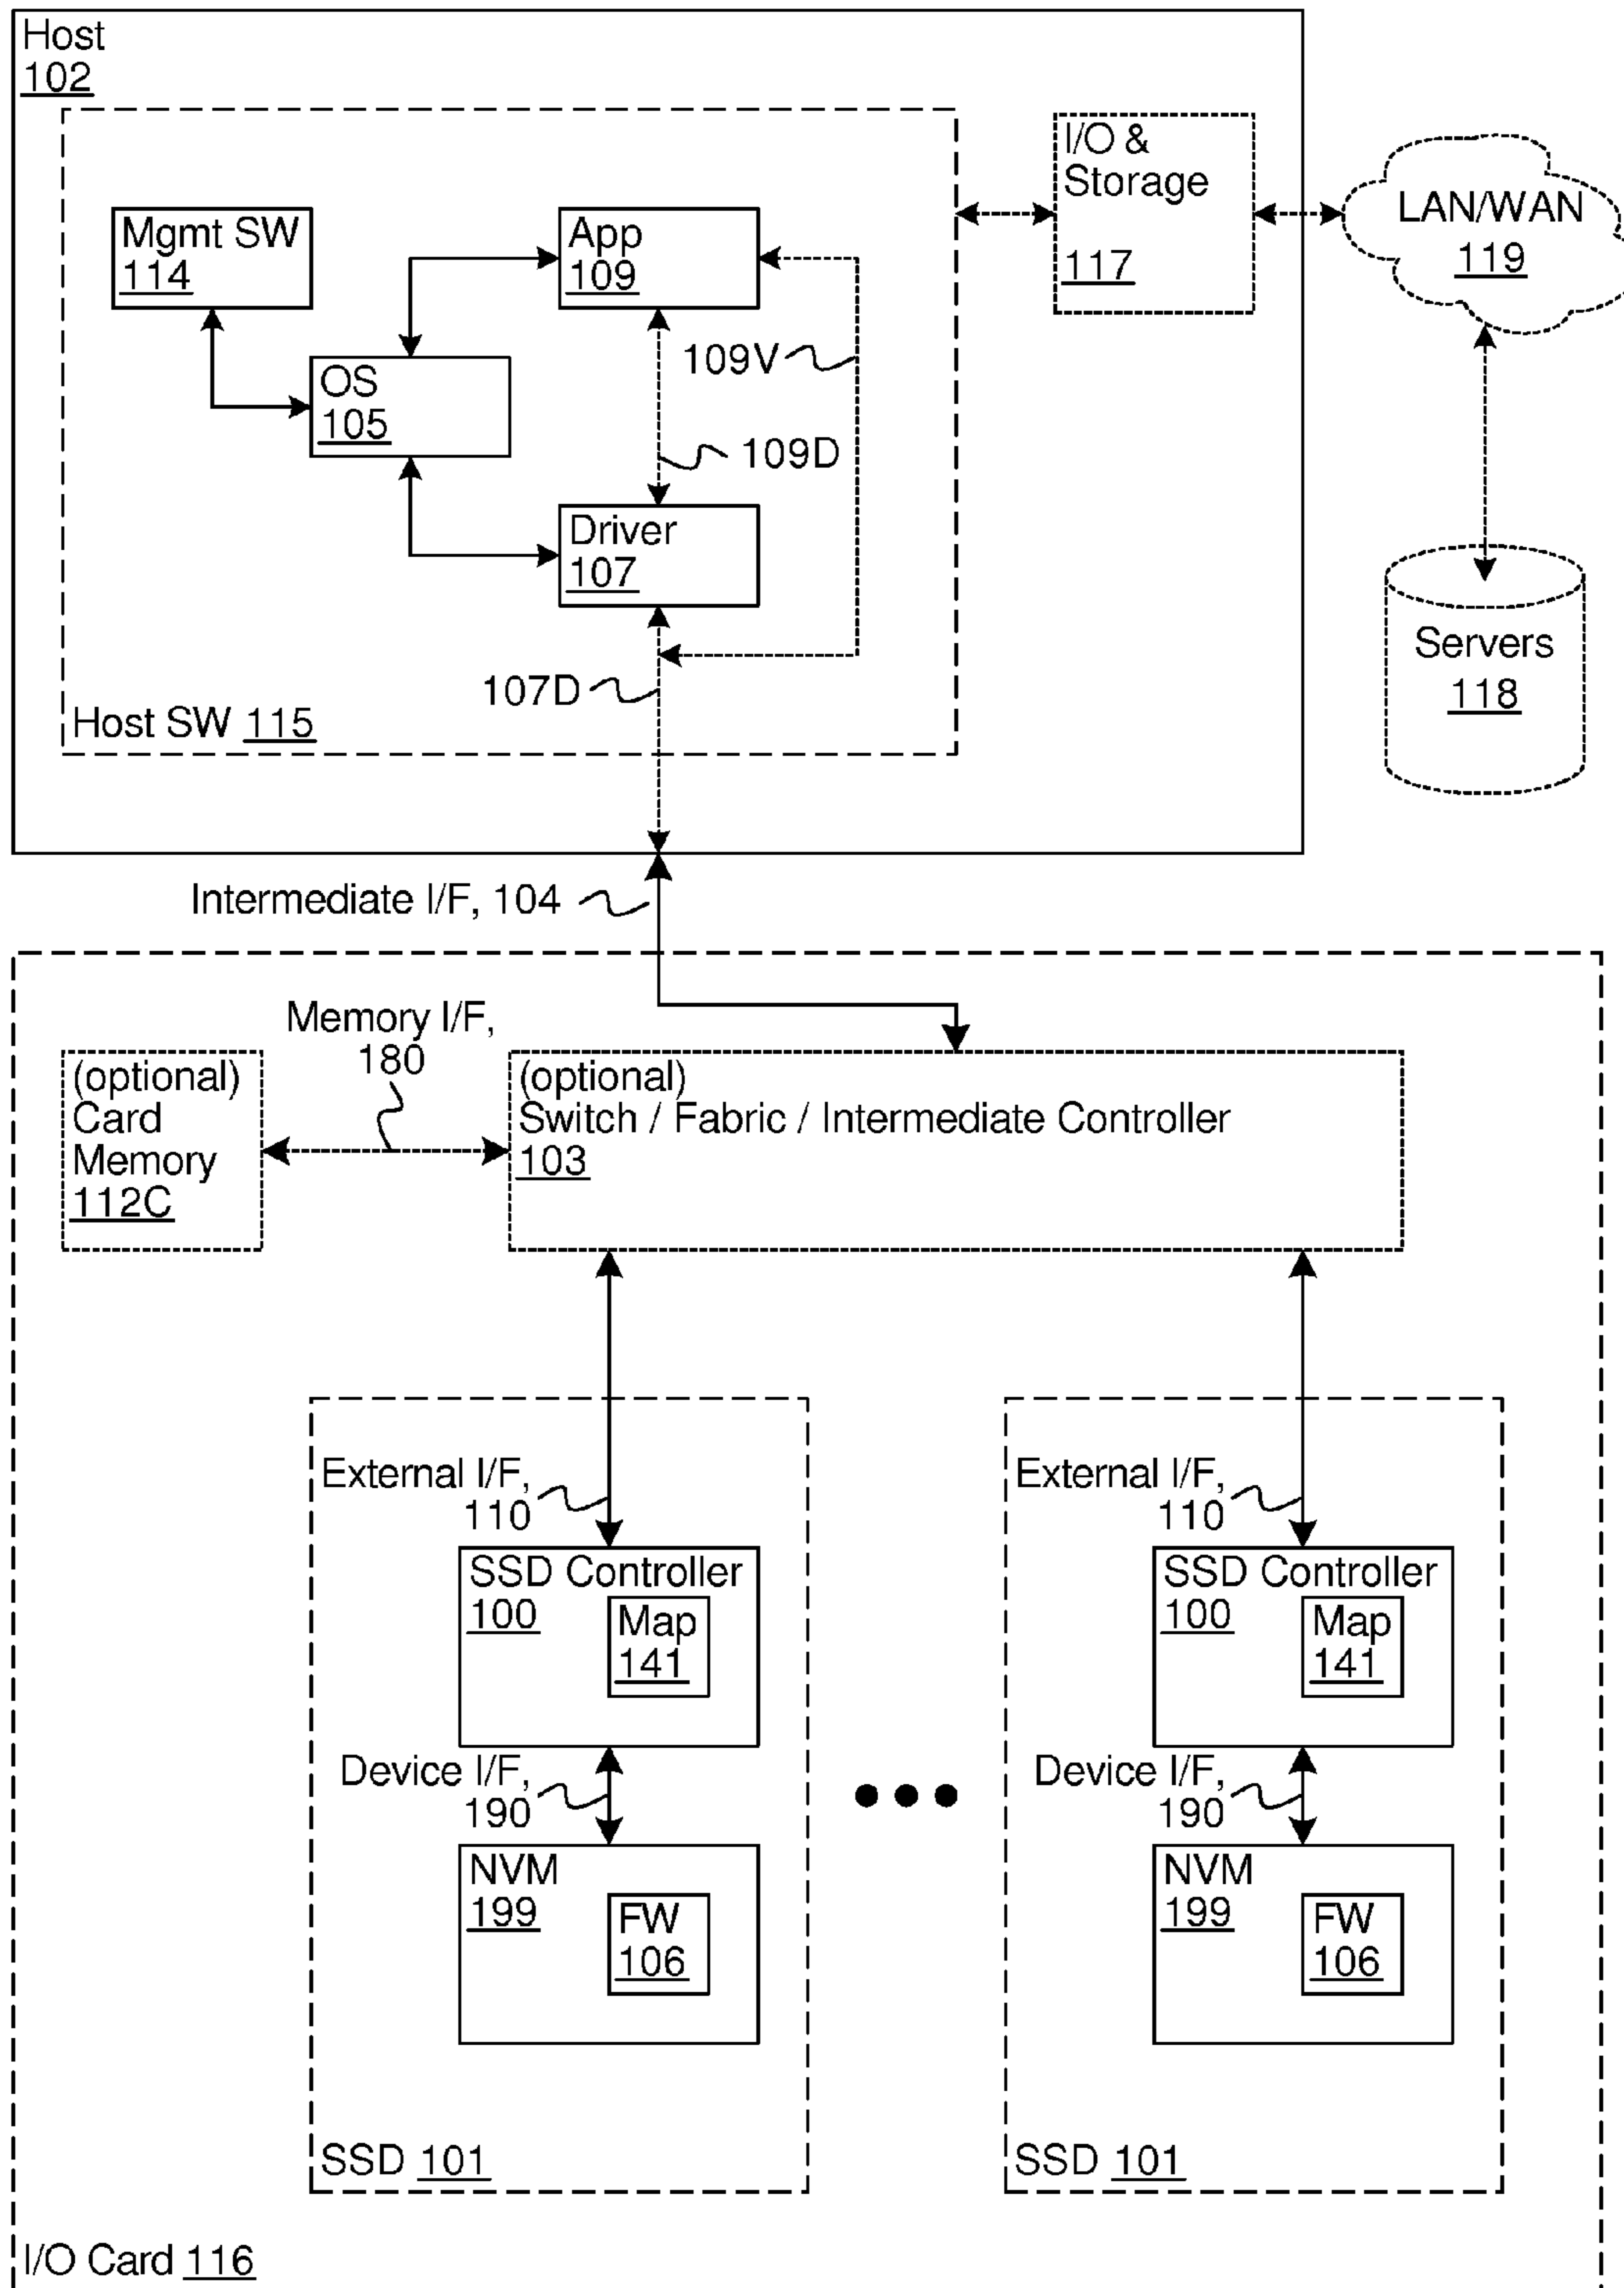 Host
102
I/O &
Storage
117
LAN/WAN
119
Mgmt SW
114
App
109
109V
OS
105
109D
Driver
107
107D
Servers
118
Host SW 115
Intermediate I/F, 104
Memory I/F,
180
(optional)
Card
Memory
112C
(optional)
Switch / Fabric / Intermediate Controller
103
External I/F,
110
SSD Controller
100
Map
141
Device I/F,
190
NVM
199
FW
106
SSD 101
External I/F,
110
SSD Controller
100
Map
141
Device I/F,
190
NVM
199
FW
106
SSD 101
I/O Card 116